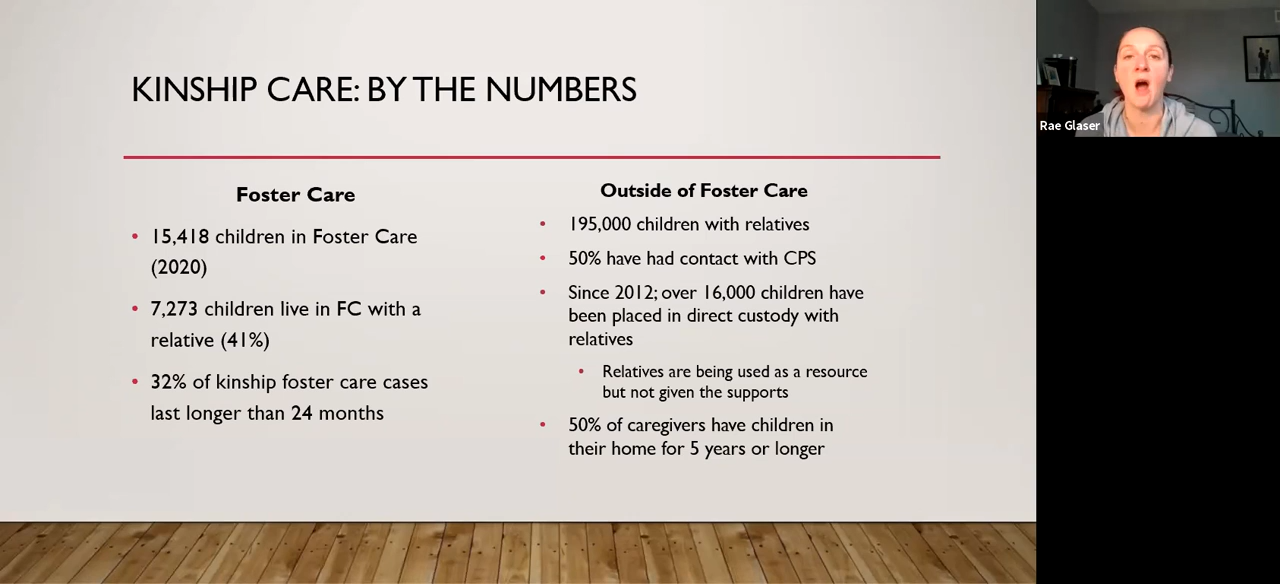 KINSHIP CARE: BY THE NUMBERS
Foster Care
• 15,418 children in Foster Care
(2020)
• 7,273 children live in FC with a
relative (41%)
• 32% of kinship foster care cases
last longer than 24 months
Outside of Foster Care
• 195,000 children with relatives
• 50% have had contact with CPS
• Since 2012; over 16,000 children have
been placed in direct custody with
relatives
• Relatives are being used as a resource
but not given the supports
• 50% of caregivers have children in
their home for 5 years or longer
Rae Glaser